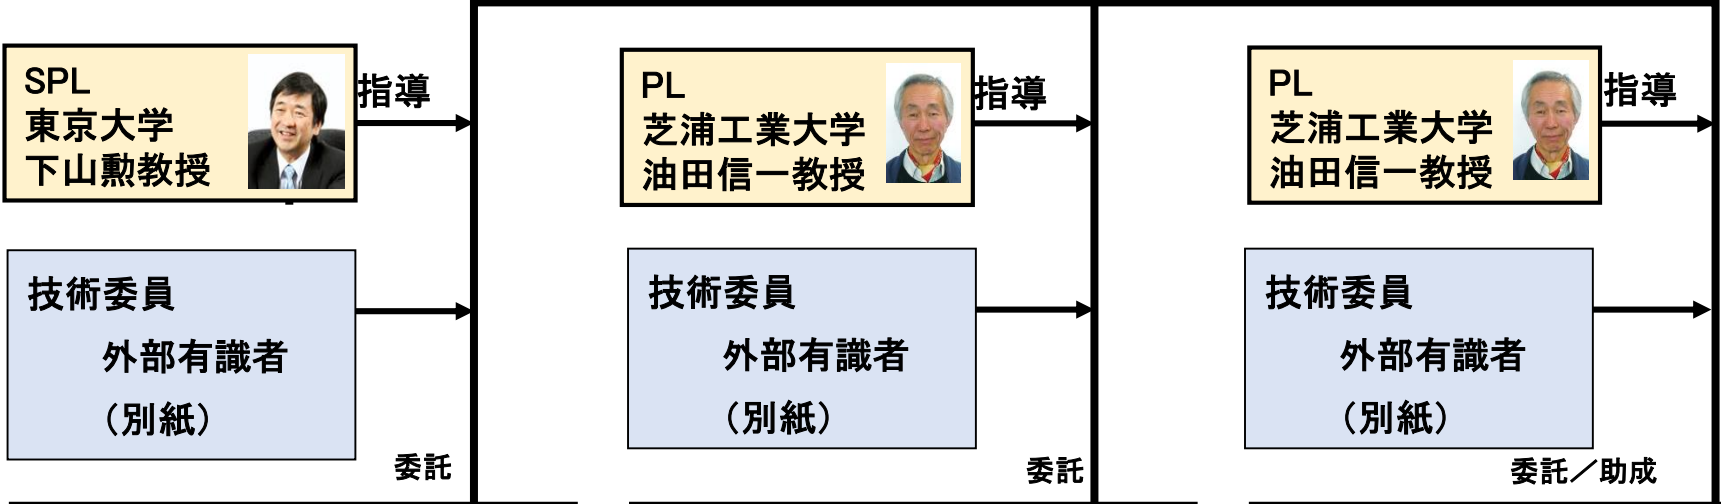 SPL
東京大学
下山勲教授
指導
PL
芝浦工業大学
油田信一教授
指導
PL
芝浦工業大学
油田信一教授
指導
技術委員
外部有識者
（別紙）
委託
技術委員
外部有識者
（別紙）
委託
技術委員
外部有識者
（別紙）
委託／助成